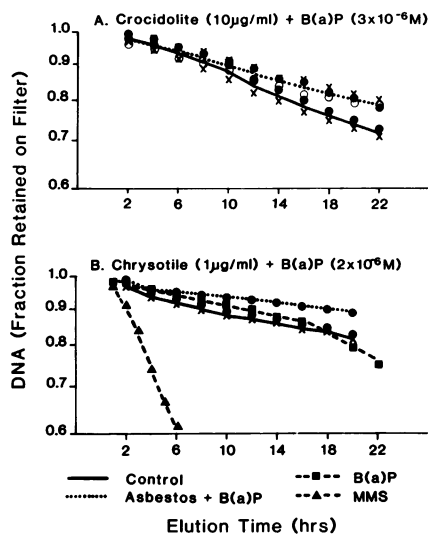 A. Crocidolite (10µg/ml) + B(a)P (3x10⁻⁶M)
1.0
0.9
0.8
0.7
0.6
2 6 10 14 18 22
B. Chrysotile (1µg/ml) + B(a)P (2x10⁻⁶M)
1.0
0.9
0.8
0.7
0.6
2 6 10 14 18 22
DNA (Fraction Retained on Filter)
Control
B(a)P
Asbestos + B(a)P
MMS
Elution Time (hrs)